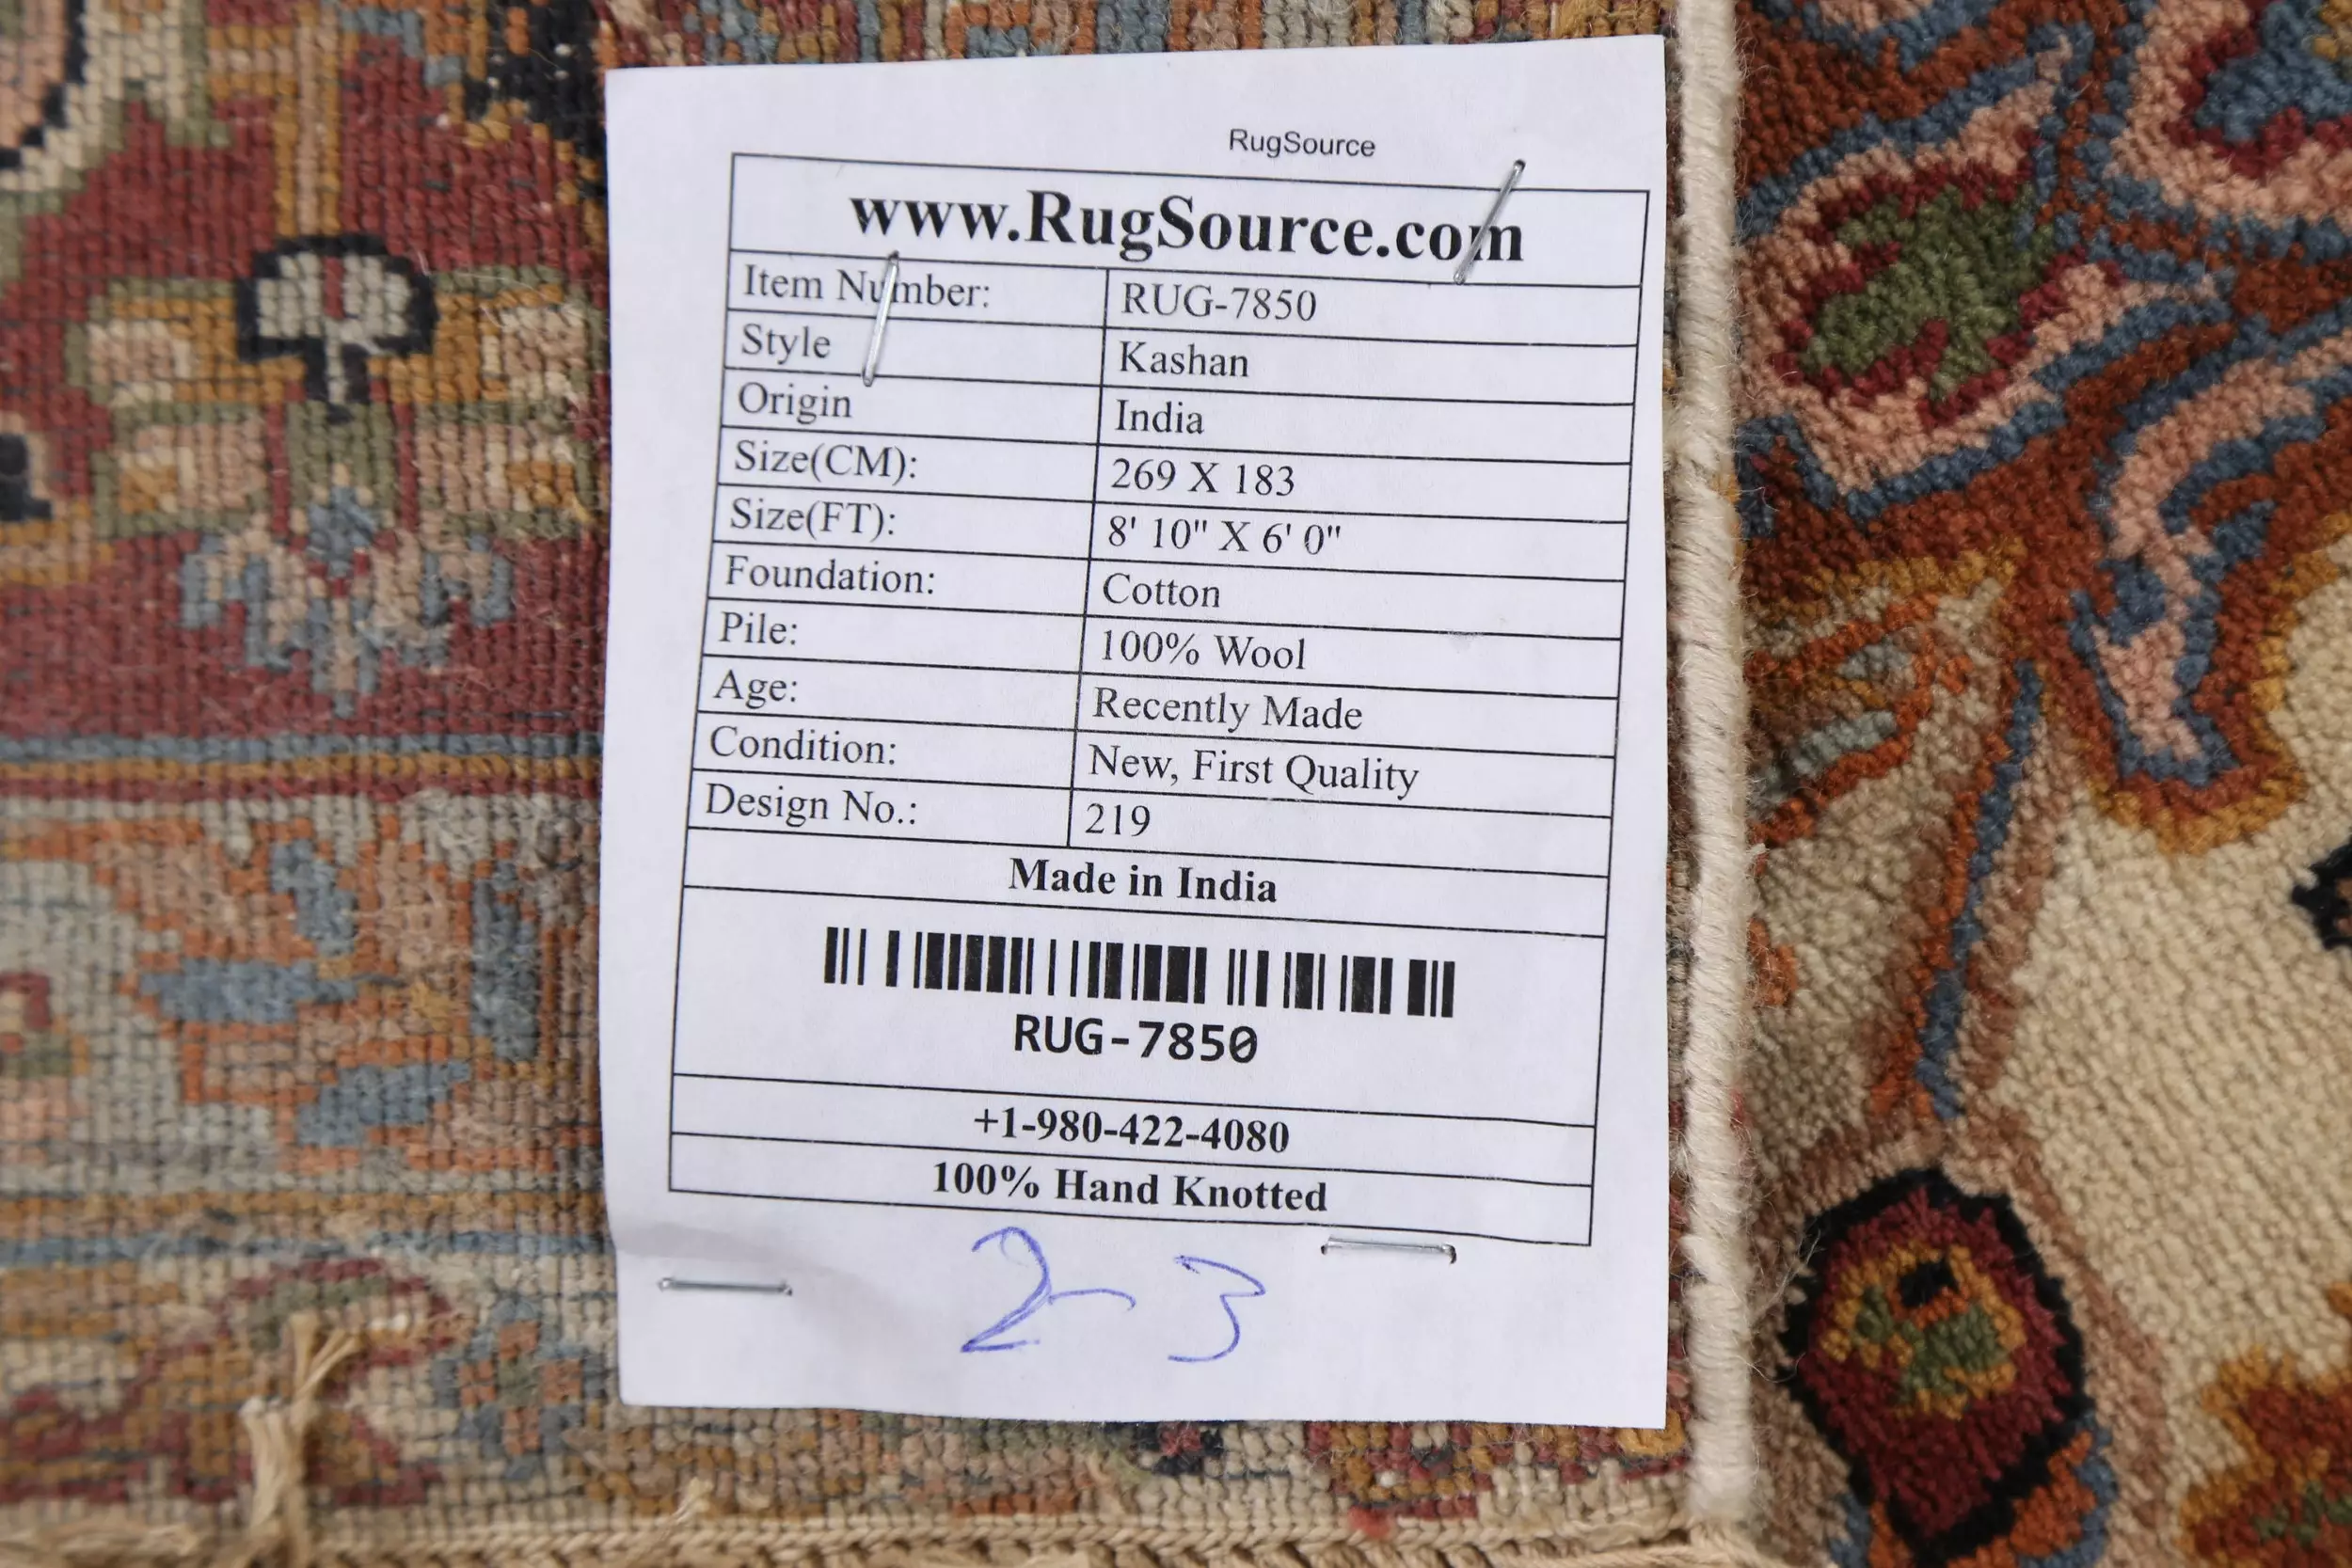 RugSource
www.RugSource.com
Item Number: RUG-7850
Style Kashan
Origin India
Size(CM): 269 X 183
Size(FT): 8' 10" X 6' 0"
Foundation: Cotton
Pile: 100% Wool
Age: Recently Made
Condition: New, First Quality
Design No.: 219
Made in India
RUG-7850
+1-980-422-4080
100% Hand Knotted
2-3